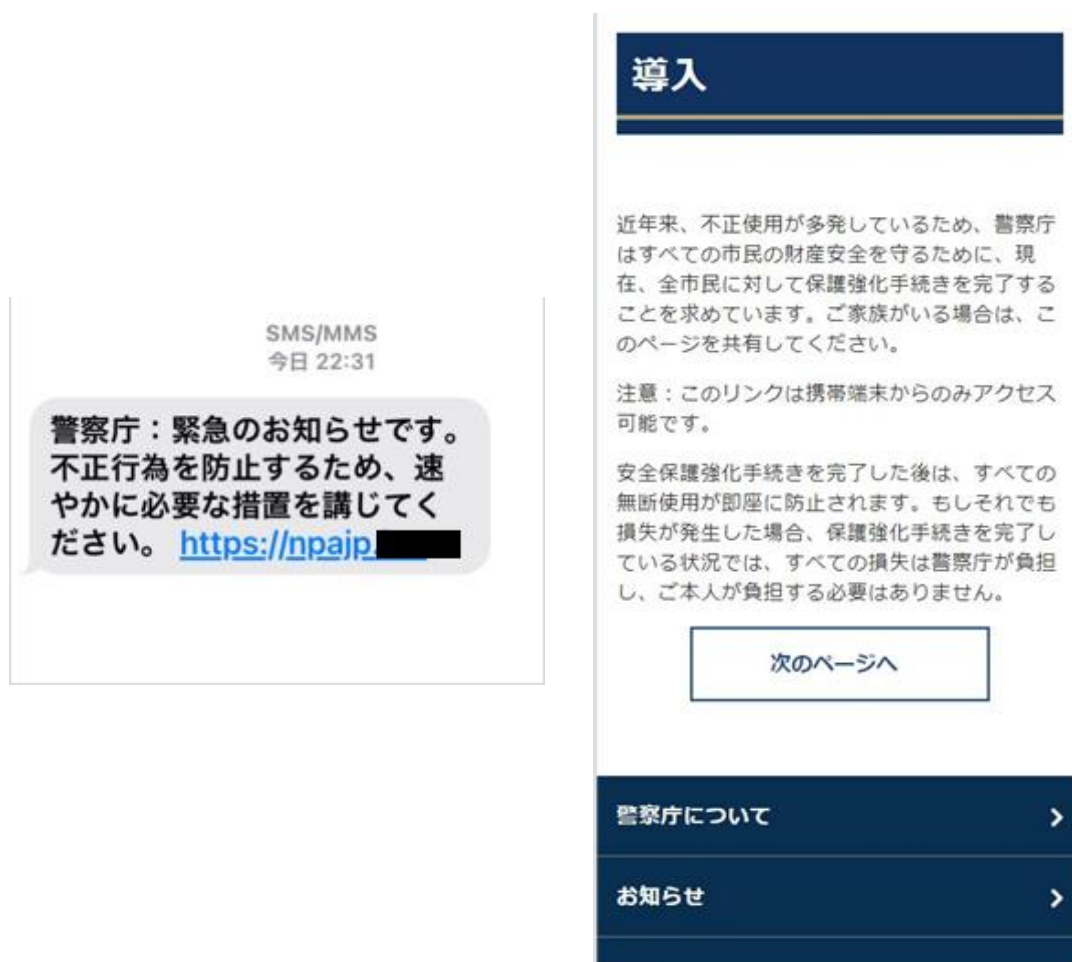 SMS/MMS
今日 22:31
警察庁：緊急のお知らせです。
不正行為を防止するため、速
やかに必要な措置を講じてく
ださい。 https://npajp.
導入
近年来、不正使用が多発しているため、警察庁
はすべての市民の財産安全を守るために、現
在、全市民に対して保護強化手続きを完了する
ことを求めています。ご家族がいる場合は、こ
のページを共有してください。
注意：このリンクは携帯端末からのみアクセス
可能です。
安全保護強化手続きを完了した後は、すべての
無断使用が即座に防止されます。もしそれでも
損失が発生した場合、保護強化手続きを完了し
ている状況では、すべての損失は警察庁が負担
し、ご本人が負担する必要はありません。
次のページへ
警察庁について
お知らせ